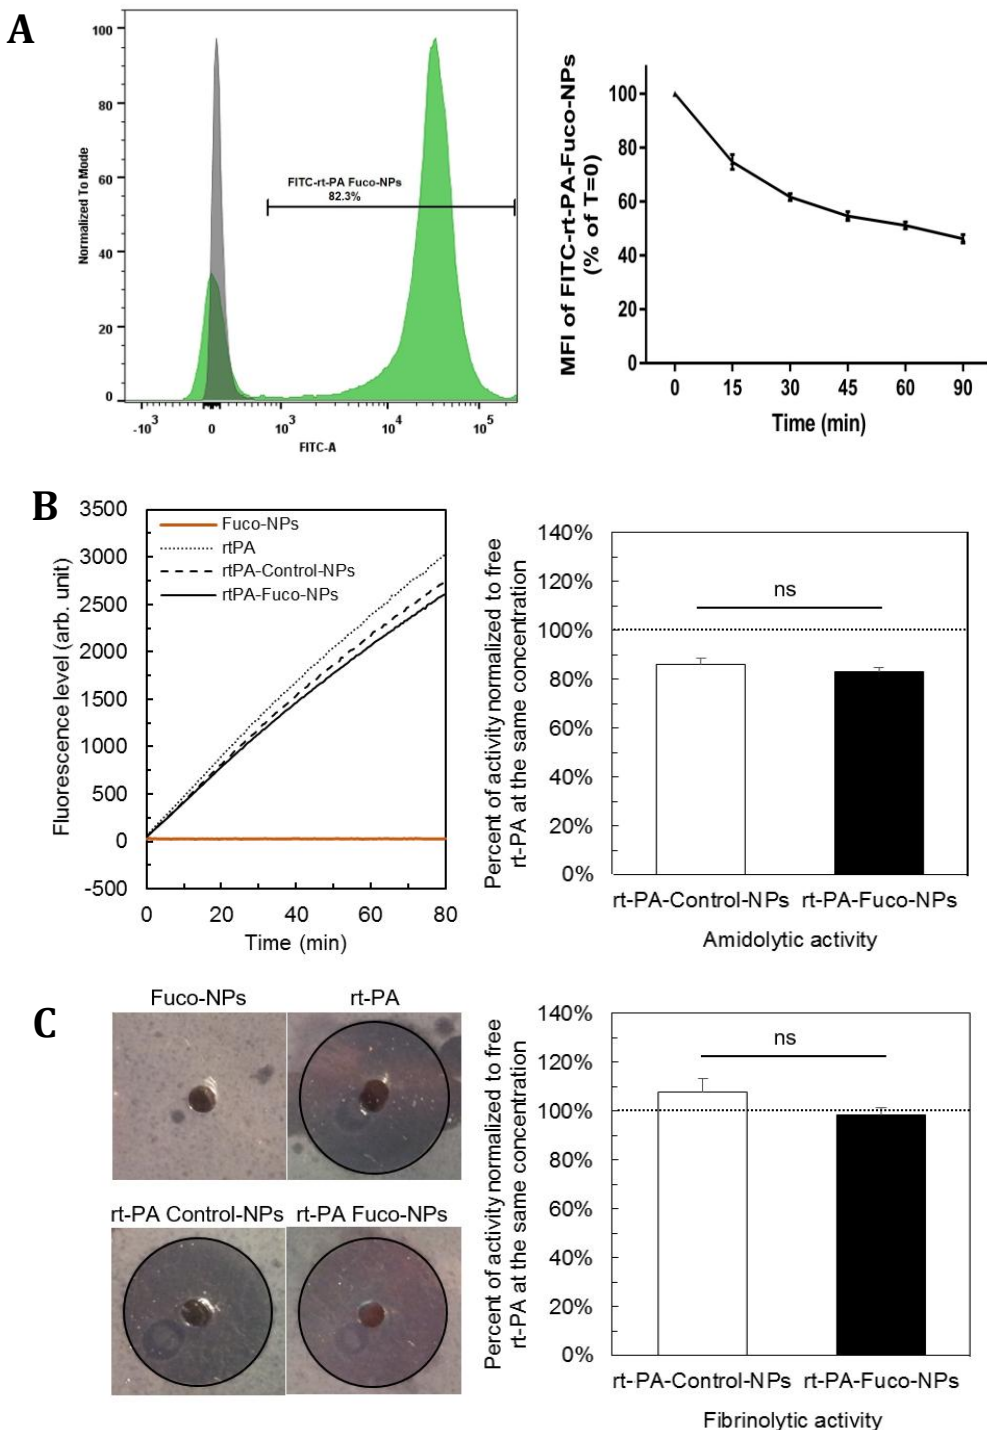 A
100
80
60
40
20
0
Normalized To Mode
FITC-rt-PA Fuco-NPs
82.3%
-10³ 0 10³ 10⁴ 10⁵
FITC-A
MFI of FITC-rt-PA-Fuco-NPs
(% of T=0)
100
80
60
40
20
0
0 15 30 45 60 90
Time (min)
B
Fluorescence level (arb. unit)
3500
3000
2500
2000
1500
1000
500
0
-500
Fuco-NPs
rtPA
rtPA-Control-NPs
rtPA-Fuco-NPs
0 20 40 60 80
Time (min)
Percent of activity normalized to free
rt-PA at the same concentration
140%
120%
100%
80%
60%
40%
20%
0%
ns
rt-PA-Control-NPs rt-PA-Fuco-NPs
Amidolytic activity
C
Fuco-NPs rt-PA
rt-PA Control-NPs rt-PA Fuco-NPs
Percent of activity normalized to free
rt-PA at the same concentration
140%
120%
100%
80%
60%
40%
20%
0%
ns
rt-PA-Control-NPs rt-PA-Fuco-NPs
Fibrinolytic activity